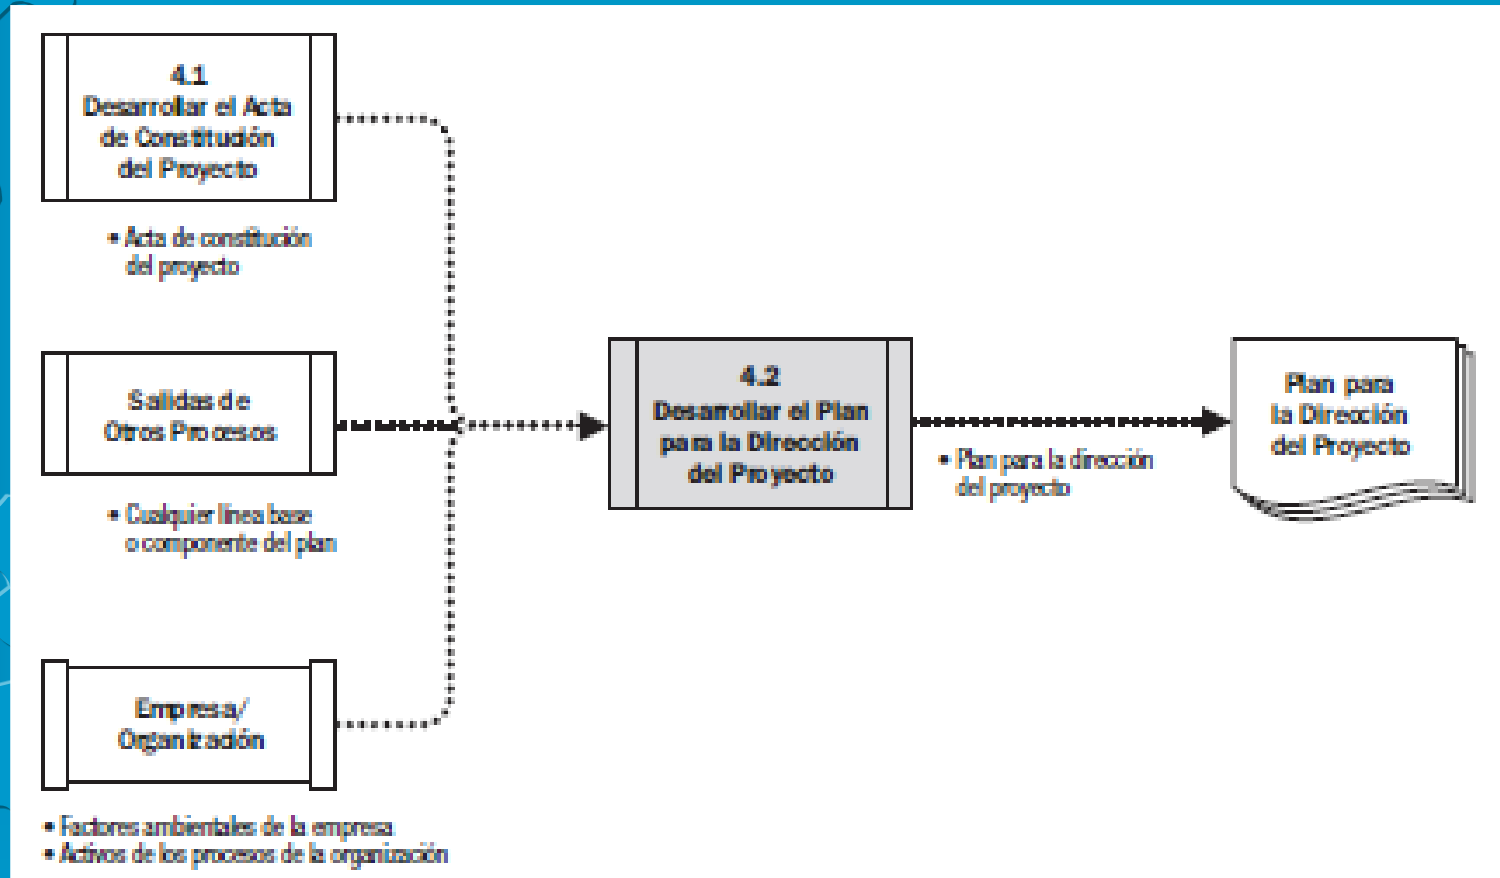 4.1
Desarrollar el Acta
de Constitución
del Proyecto
• Acta de constitución
del proyecto
Salidas de
Otros Procesos
• Cualquier línea base
o componente del plan
Empresa/
Organización
• Factores ambientales de la empresa
• Activos de los procesos de la organización
4.2
Desarrollar el Plan
para la Dirección
del Proyecto
• Plan para la dirección
del proyecto
Plan para
la Dirección
del Proyecto